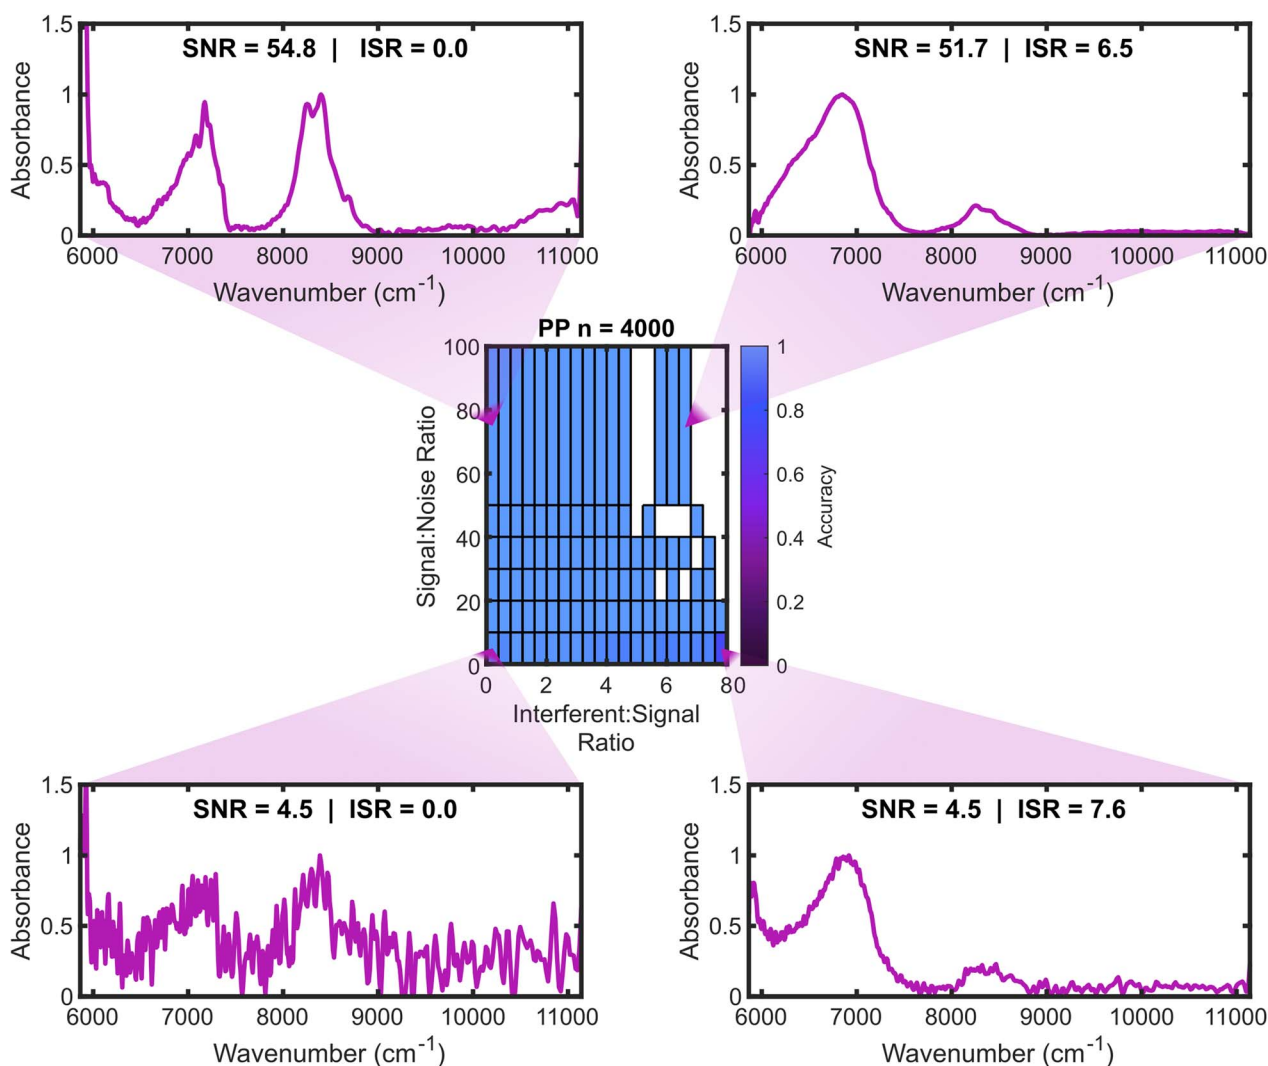 SNR = 54.8 | ISR = 0.0
1.5
1
0.5
0
Absorbance
6000 7000 8000 9000 10000 11000
Wavenumber (cm⁻¹)
SNR = 51.7 | ISR = 6.5
1.5
1
0.5
0
Absorbance
6000 7000 8000 9000 10000 11000
Wavenumber (cm⁻¹)
PP n = 4000
100
80
60
40
20
0
Signal:Noise Ratio
0 2 4 6 80
Interferent:Signal
Ratio
1
0.8
0.6
0.4
0.2
0
Accuracy
SNR = 4.5 | ISR = 0.0
1.5
1
0.5
0
Absorbance
6000 7000 8000 9000 10000 11000
Wavenumber (cm⁻¹)
SNR = 4.5 | ISR = 7.6
1.5
1
0.5
0
Absorbance
6000 7000 8000 9000 10000 11000
Wavenumber (cm⁻¹)